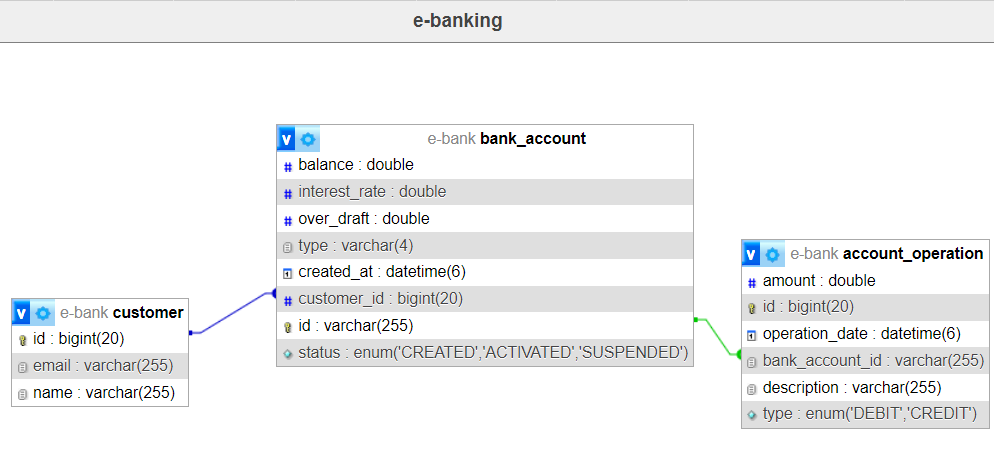 e-banking
e-bank bank_account
balance : double
interest_rate : double
over_draft : double
type : varchar(4)
created_at : datetime(6)
customer_id : bigint(20)
id : varchar(255)
status : enum('CREATED','ACTIVATED','SUSPENDED')
e-bank account_operation
amount : double
id : bigint(20)
operation_date : datetime(6)
bank_account_id : varchar(255)
description : varchar(255)
type : enum('DEBIT','CREDIT')
e-bank customer
id : bigint(20)
email : varchar(255)
name : varchar(255)